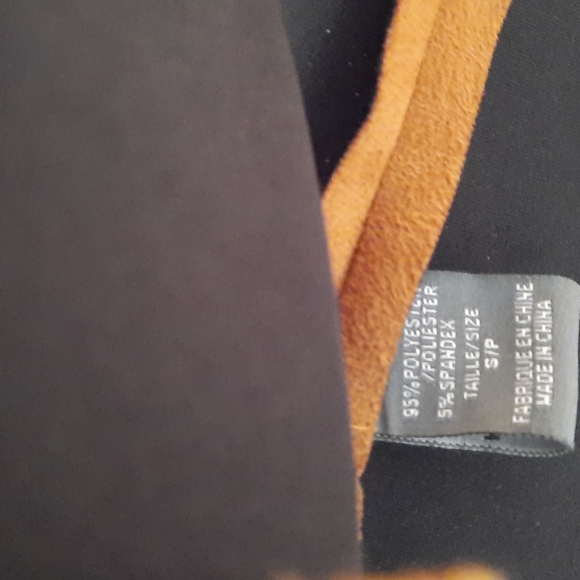 95% POLYESTER
/POLIESTER
5% SPANDEX
TAILLE/SIZE
S/P
FABRIQUE EN CHINE
MADE IN CHINA